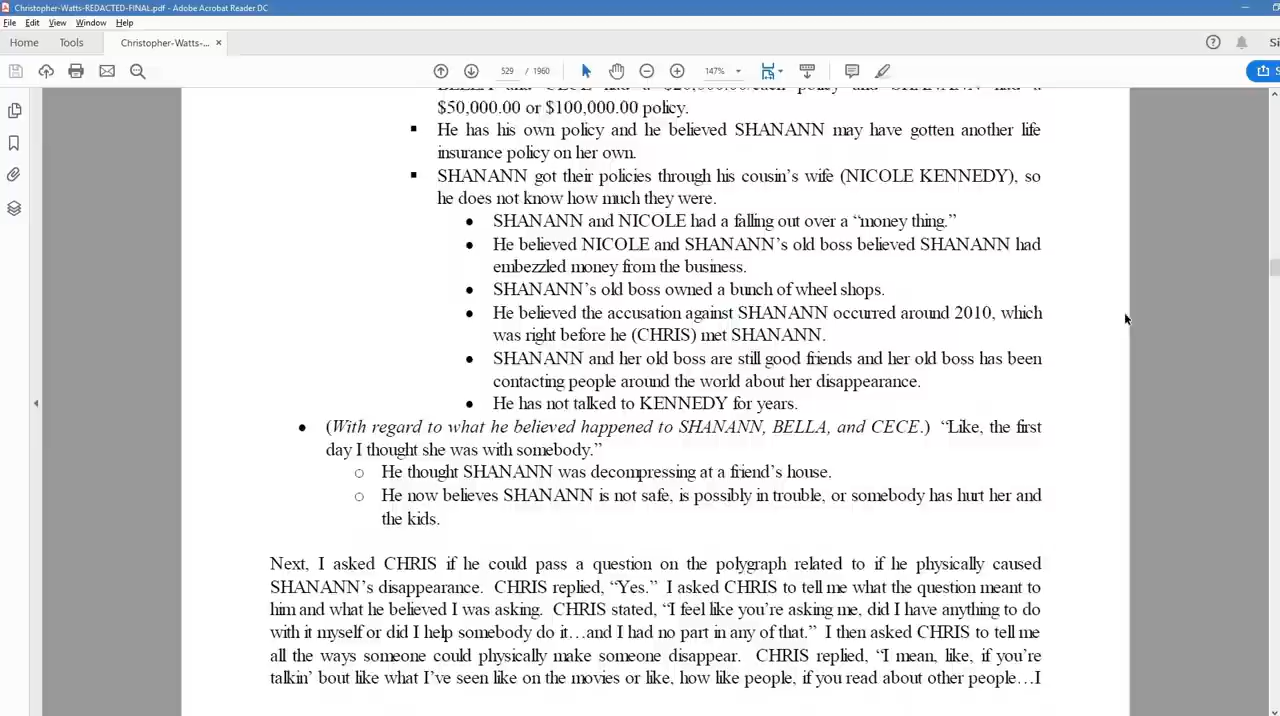 Christopher-Watts-REDACTED-FINAL.pdf - Adobe Acrobat Reader DC
File Edit View Window Help
Home Tools Christopher-Watts-... ×
529 / 1960 147%
BELLA and CECE had a $20,000.00 each policy and SHANANN had a
$50,000.00 or $100,000.00 policy.
▪ He has his own policy and he believed SHANANN may have gotten another life
insurance policy on her own.
▪ SHANANN got their policies through his cousin’s wife (NICOLE KENNEDY), so
he does not know how much they were.
● SHANANN and NICOLE had a falling out over a “money thing.”
● He believed NICOLE and SHANANN’s old boss believed SHANANN had
embezzled money from the business.
● SHANANN’s old boss owned a bunch of wheel shops.
● He believed the accusation against SHANANN occurred around 2010, which
was right before he (CHRIS) met SHANANN.
● SHANANN and her old boss are still good friends and her old boss has been
contacting people around the world about her disappearance.
● He has not talked to KENNEDY for years.
● (With regard to what he believed happened to SHANANN, BELLA, and CECE.) “Like, the first
day I thought she was with somebody.”
○ He thought SHANANN was decompressing at a friend’s house.
○ He now believes SHANANN is not safe, is possibly in trouble, or somebody has hurt her and
the kids.
Next, I asked CHRIS if he could pass a question on the polygraph related to if he physically caused
SHANANN’s disappearance. CHRIS replied, “Yes.” I asked CHRIS to tell me what the question meant to
him and what he believed I was asking. CHRIS stated, “I feel like you’re asking me, did I have anything to do
with it myself or did I help somebody do it…and I had no part in any of that.” I then asked CHRIS to tell me
all the ways someone could physically make someone disappear. CHRIS replied, “I mean, like, if you’re
talkin’ bout like what I’ve seen like on the movies or like, how like people, if you read about other people…I